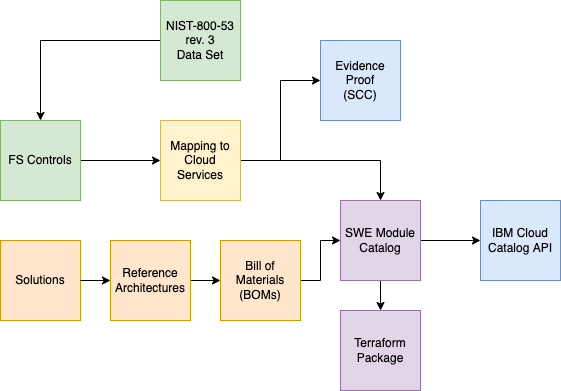 NIST-800-53
rev. 3
Data Set
Evidence
Proof
(SCC)
FS Controls
Mapping to
Cloud
Services
SWE Module
Catalog
IBM Cloud
Catalog API
Solutions
Reference
Architectures
Bill of
Materials
(BOMs)
Terraform
Package